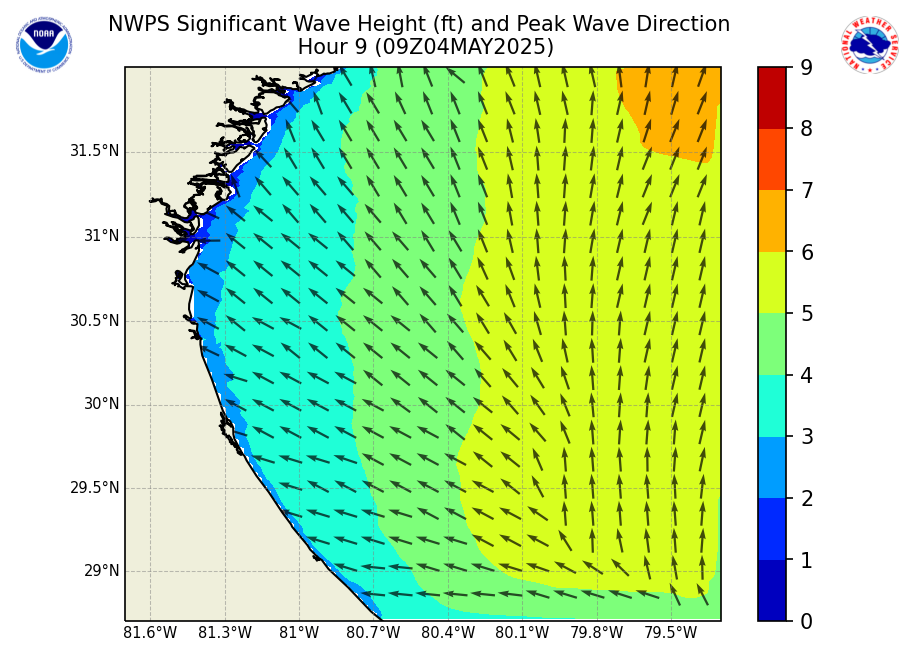 NWPS Significant Wave Height (ft) and Peak Wave Direction
Hour 9 (09Z04MAY2025)
NOAA
NATIONAL WEATHER SERVICE
31.5°N
31°N
30.5°N
30°N
29.5°N
29°N
81.6°W 81.3°W 81°W 80.7°W 80.4°W 80.1°W 79.8°W 79.5°W
9
8
7
6
5
4
3
2
1
0